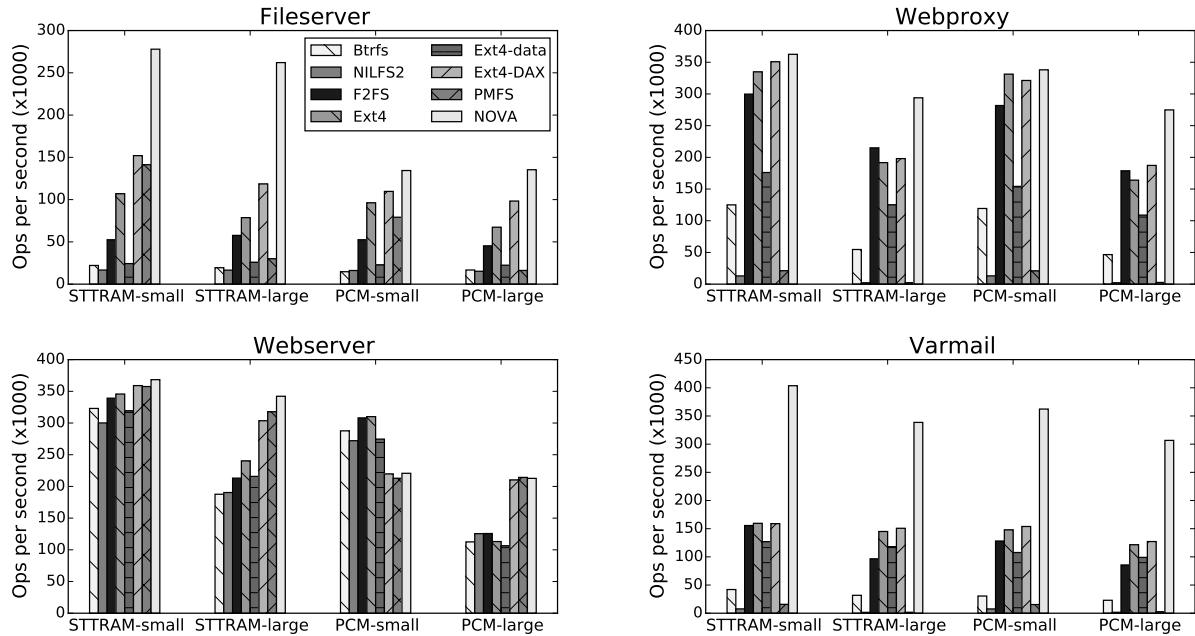 Fileserver
Ops per second (x1000)
300
250
200
150
100
50
0
Btrfs
NILFS2
F2FS
Ext4
Ext4-data
Ext4-DAX
PMFS
NOVA
STTRAM-small STTRAM-large PCM-small PCM-large
Webproxy
Ops per second (x1000)
400
350
300
250
200
150
100
50
0
STTRAM-small STTRAM-large PCM-small PCM-large
Webserver
Ops per second (x1000)
400
350
300
250
200
150
100
50
0
STTRAM-small STTRAM-large PCM-small PCM-large
Varmail
Ops per second (x1000)
450
400
350
300
250
200
150
100
50
0
STTRAM-small STTRAM-large PCM-small PCM-large